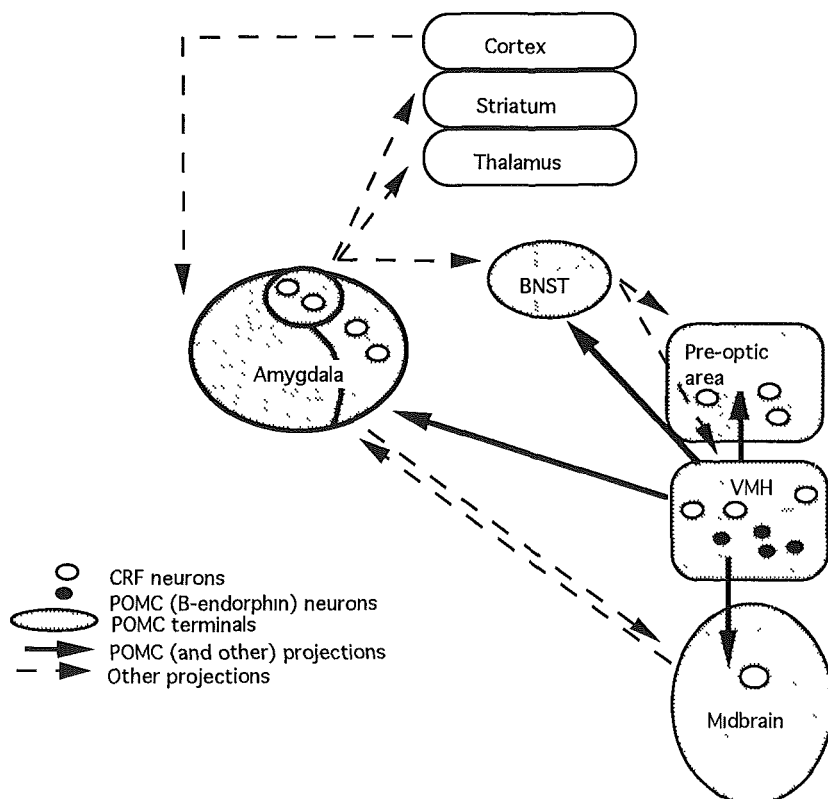 Cortex
Striatum
Thalamus
BNST
Pre-optic
area
Amygdala
VMH
CRF neurons
POMC (B-endorphin) neurons
POMC terminals
POMC (and other) projections
Other projections
Midbrain